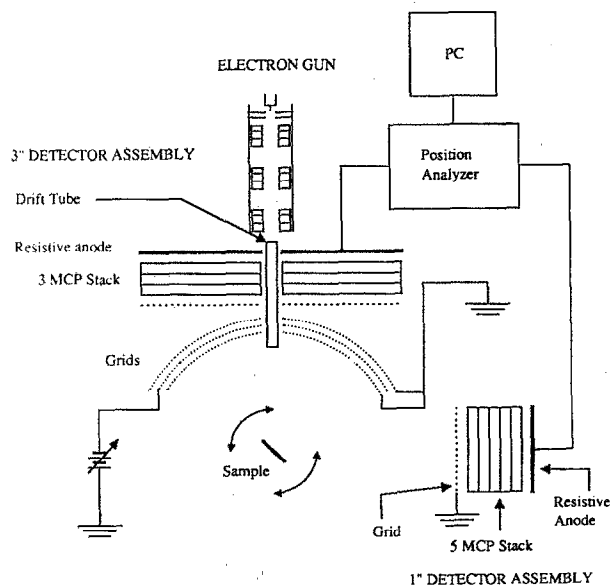 PC
ELECTRON GUN
3" DETECTOR ASSEMBLY
Position
Analyzer
Drift Tube
Resistive anode
3 MCP Stack
Grids
Sample
Grid
Resistive
Anode
5 MCP Stack
1" DETECTOR ASSEMBLY